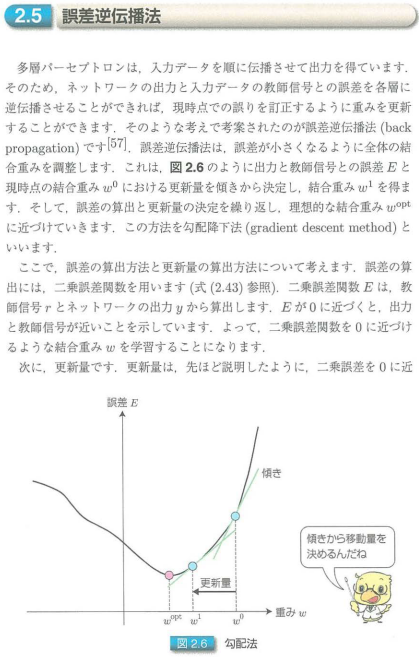 2.5 誤差逆伝播法
多層パーセプトロンは，入力データを順に伝播させて出力を得ています．
そのため，ネットワークの出力と入力データの教師信号との誤差を各層に
逆伝播させることができれば，現時点での誤りを訂正するように重みを更新
することができます．そのような考えで考案されたのが誤差逆伝播法 (back
propagation) です[57]．誤差逆伝播法は，誤差が小さくなるように全体の結
合重みを調整します．これは，図2.6 のように出力と教師信号との誤差 E と
現時点の結合重み w⁰ における更新量を傾きから決定し，結合重み w¹ を得ま
す．そして，誤差の算出と更新量の決定を繰り返し，理想的な結合重み wᵒᵖᵗ
に近づけていきます．この方法を勾配降下法 (gradient descent method) と
いいます．
ここで，誤差の算出方法と更新量の算出方法について考えます．誤差の算
出には，二乗誤差関数を用います (式 (2.43) 参照)．二乗誤差関数 E は，教
師信号 r とネットワークの出力 y から算出します．E が 0 に近づくと，出力
と教師信号が近いことを示しています．よって，二乗誤差関数を 0 に近づけ
るような結合重み w を学習することになります．
次に，更新量です．更新量は，先ほど説明したように，二乗誤差を 0 に近
誤差 E
傾き
傾きから移動量を
決めるんだね
更新量
重み w
wᵒᵖᵗ w¹ w⁰
図 2.6 勾配法